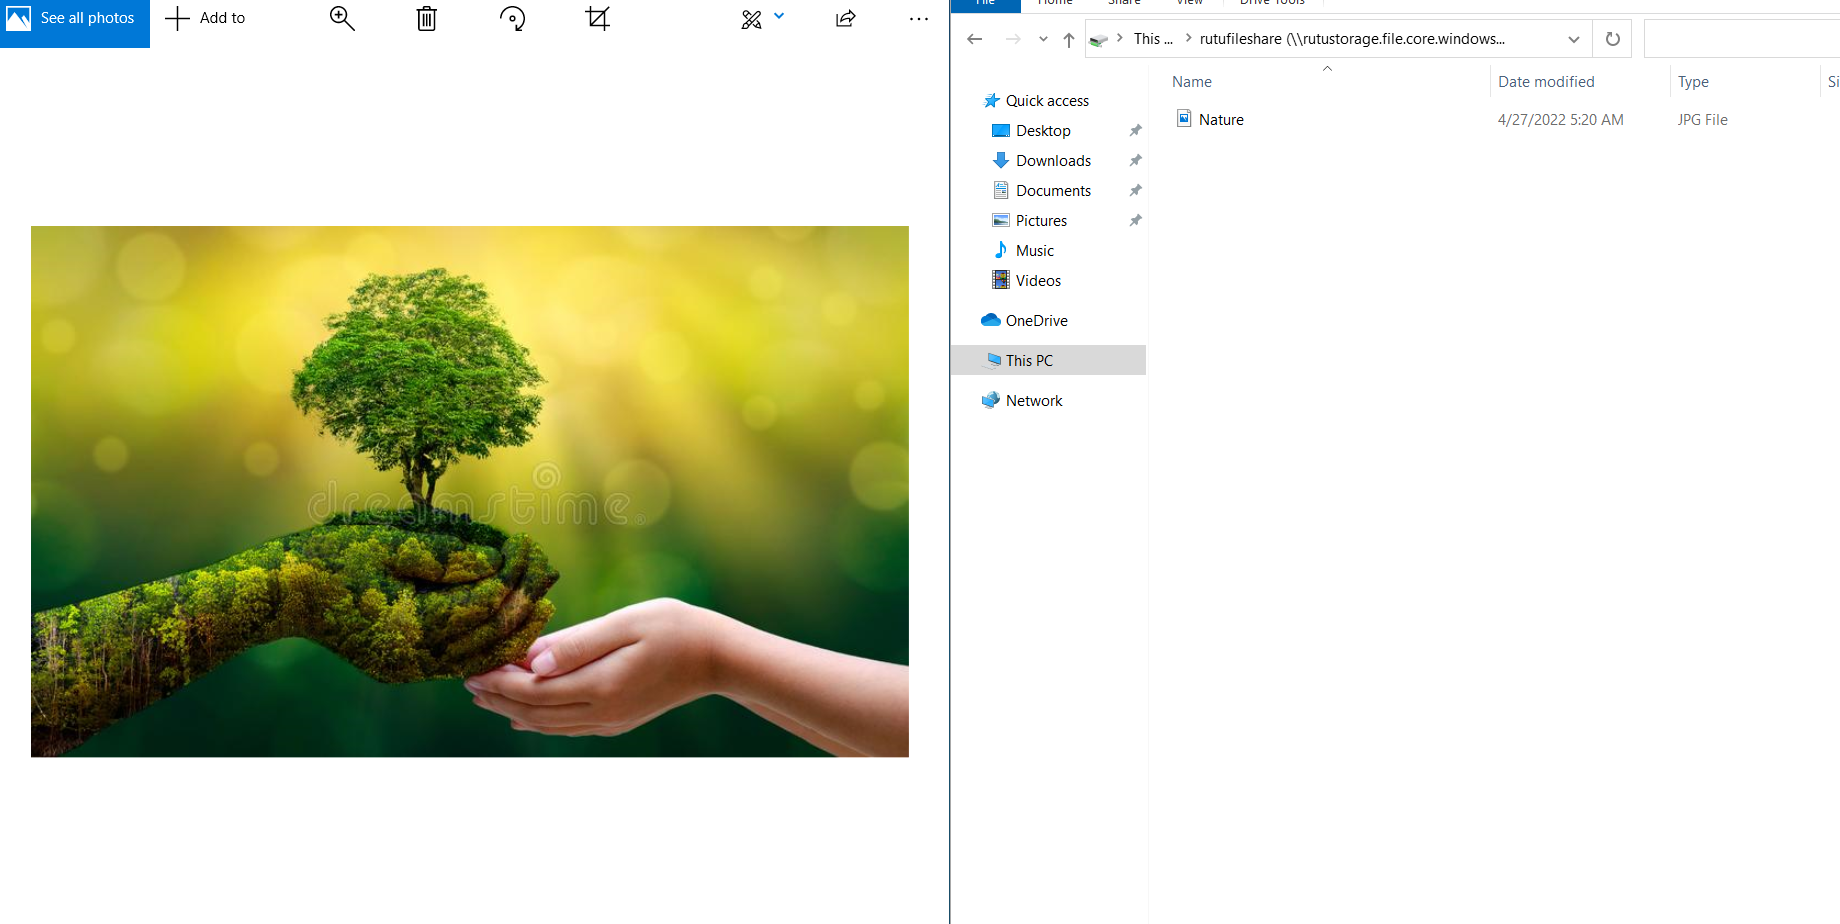 See all photos
Add to
dreamstime.
File Home Share View Drive Tools
This ... rutufileshare (\\rutustorage.file.core.windows...
Name Date modified Type Si
Quick access
Nature 4/27/2022 5:20 AM JPG File
Desktop
Downloads
Documents
Pictures
Music
Videos
OneDrive
This PC
Network